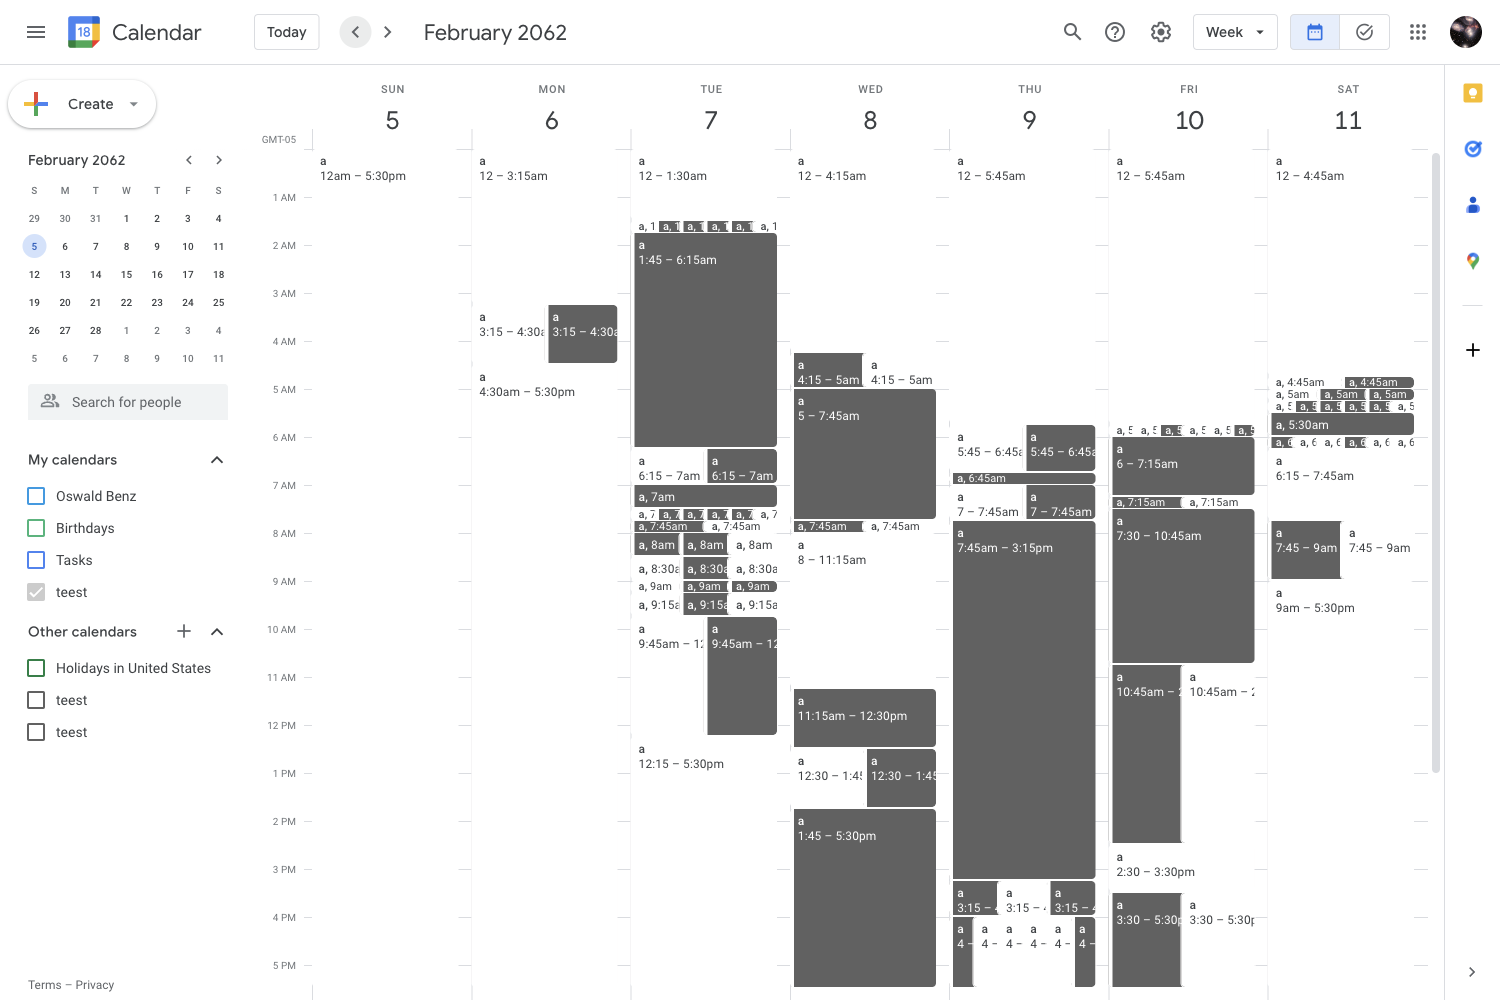 18 Calendar
Today
February 2062
Week
Create
February 2062
S M T W T F S
29 30 31 1 2 3 4
5 6 7 8 9 10 11
12 13 14 15 16 17 18
19 20 21 22 23 24 25
26 27 28 1 2 3 4
5 6 7 8 9 10 11
Search for people
My calendars
Oswald Benz
Birthdays
Tasks
teest
Other calendars
Holidays in United States
teest
teest
Terms – Privacy
GMT-05
1 AM
2 AM
3 AM
4 AM
5 AM
6 AM
7 AM
8 AM
9 AM
10 AM
11 AM
12 PM
1 PM
2 PM
3 PM
4 PM
5 PM
SUN
5
a
12am – 5:30pm
MON
6
a
12 – 3:15am
a
3:15 – 4:30a
a
3:15 – 4:30a
a
4:30am – 5:30pm
TUE
7
a
12 – 1:30am
a, 1 a, 1 a, 1 a, 1 a, 1 a, 1
a
1:45 – 6:15am
a
6:15 – 7am
a
6:15 – 7am
a, 7am
a, 7 a, 7 a, 7 a, 7 a, 7 a, 7
a, 7:45am a, 7:45am
a, 8am a, 8am a, 8am
a, 8:30a a, 8:30a a, 8:30a
a, 9am a, 9am a, 9am
a, 9:15a a, 9:15a a, 9:15a
a
9:45am – 12
a
9:45am – 12
a
12:15 – 5:30pm
WED
8
a
12 – 4:15am
a
4:15 – 5am
a
4:15 – 5am
a
5 – 7:45am
a, 7:45am a, 7:45am
a
8 – 11:15am
a
11:15am – 12:30pm
a
12:30 – 1:45
a
12:30 – 1:45
a
1:45 – 5:30pm
THU
9
a
12 – 5:45am
a
5:45 – 6:45a
a
5:45 – 6:45a
a, 6:45am
a
7 – 7:45am
a
7 – 7:45am
a
7:45am – 3:15pm
a
3:15 – 4
a
3:15 – 4
a
3:15 – 4
a
4 –
a
4 –
a
4 –
a
4 –
a
4 –
a
4 –
FRI
10
a
12 – 5:45am
a, 5 a, 5 a, 5 a, 5 a, 5 a, 5
a
6 – 7:15am
a, 7:15am a, 7:15am
a
7:30 – 10:45am
a
10:45am – 2
a
10:45am – 2
a
2:30 – 3:30pm
a
3:30 – 5:30p
a
3:30 – 5:30p
SAT
11
a
12 – 4:45am
a, 4:45am a, 4:45am
a, 5am a, 5am a, 5am
a, 5 a, 5 a, 5 a, 5 a, 5 a, 5
a, 5:30am
a, 6 a, 6 a, 6 a, 6 a, 6 a, 6
a
6:15 – 7:45am
a
7:45 – 9am
a
7:45 – 9am
a
9am – 5:30pm